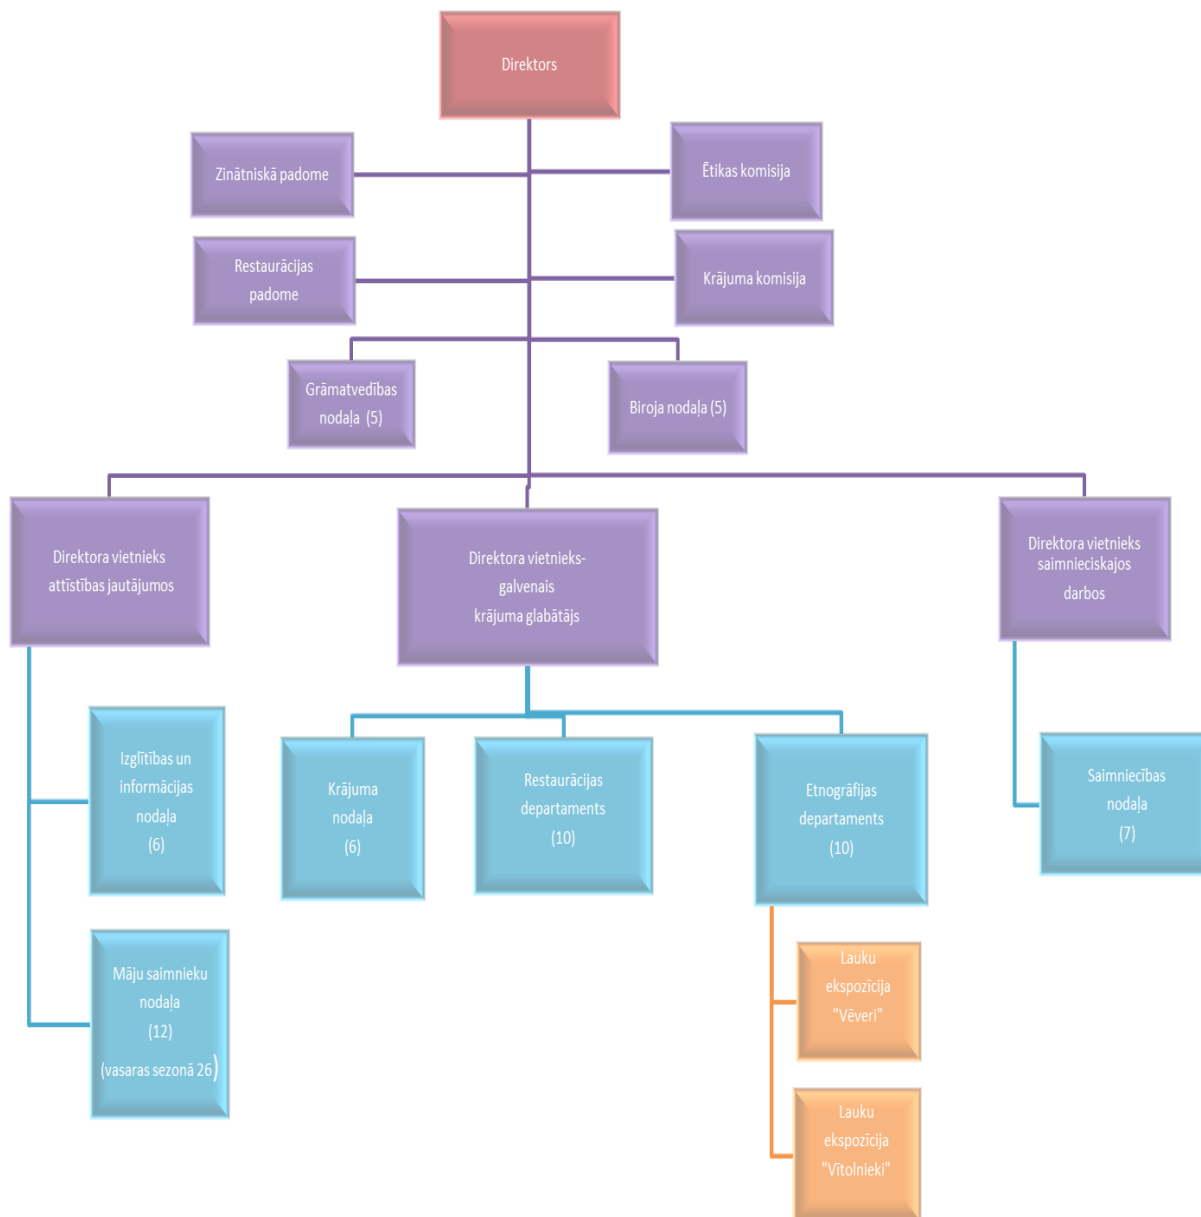 Direktors
Zinātniskā padome
Ētikas komisija
Restaurācijas
padome
Krājuma komisija
Grāmatvedības
nodaļa (5)
Biroja nodaļa (5)
Direktora vietnieks
attīstības jautājumos
Direktora vietnieks-
galvenais
krājuma glabātājs
Direktora vietnieks
saimnieciskajos
darbos
Izglītības un
informācijas
nodaļa
(6)
Krājuma
nodaļa
(6)
Restaurācijas
departaments
(10)
Etnogrāfijas
departaments
(10)
Saimniecības
nodaļa
(7)
Māju saimnieku
nodaļa
(12)
(vasaras sezonā 26)
Lauku
ekspozīcija
"Vēveri"
Lauku
ekspozīcija
"Vītolnieki"